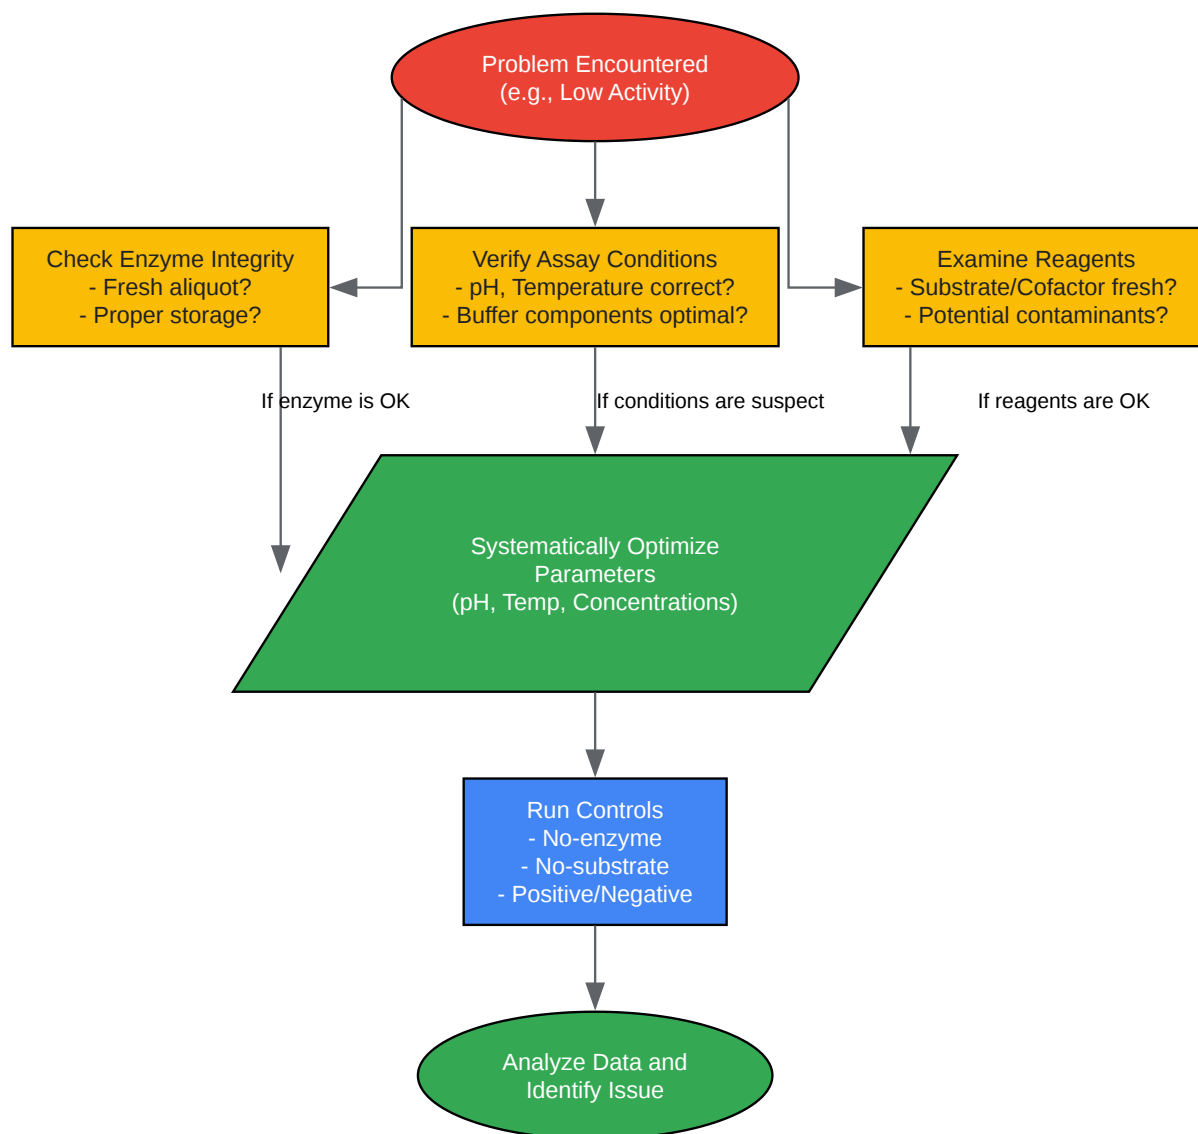 Problem Encountered
(e.g., Low Activity)
Check Enzyme Integrity
- Fresh aliquot?
- Proper storage?
Verify Assay Conditions
- pH, Temperature correct?
- Buffer components optimal?
Examine Reagents
- Substrate/Cofactor fresh?
- Potential contaminants?
If enzyme is OK
If conditions are suspect
If reagents are OK
Systematically Optimize
Parameters
(pH, Temp, Concentrations)
Run Controls
- No-enzyme
- No-substrate
- Positive/Negative
Analyze Data and
Identify Issue